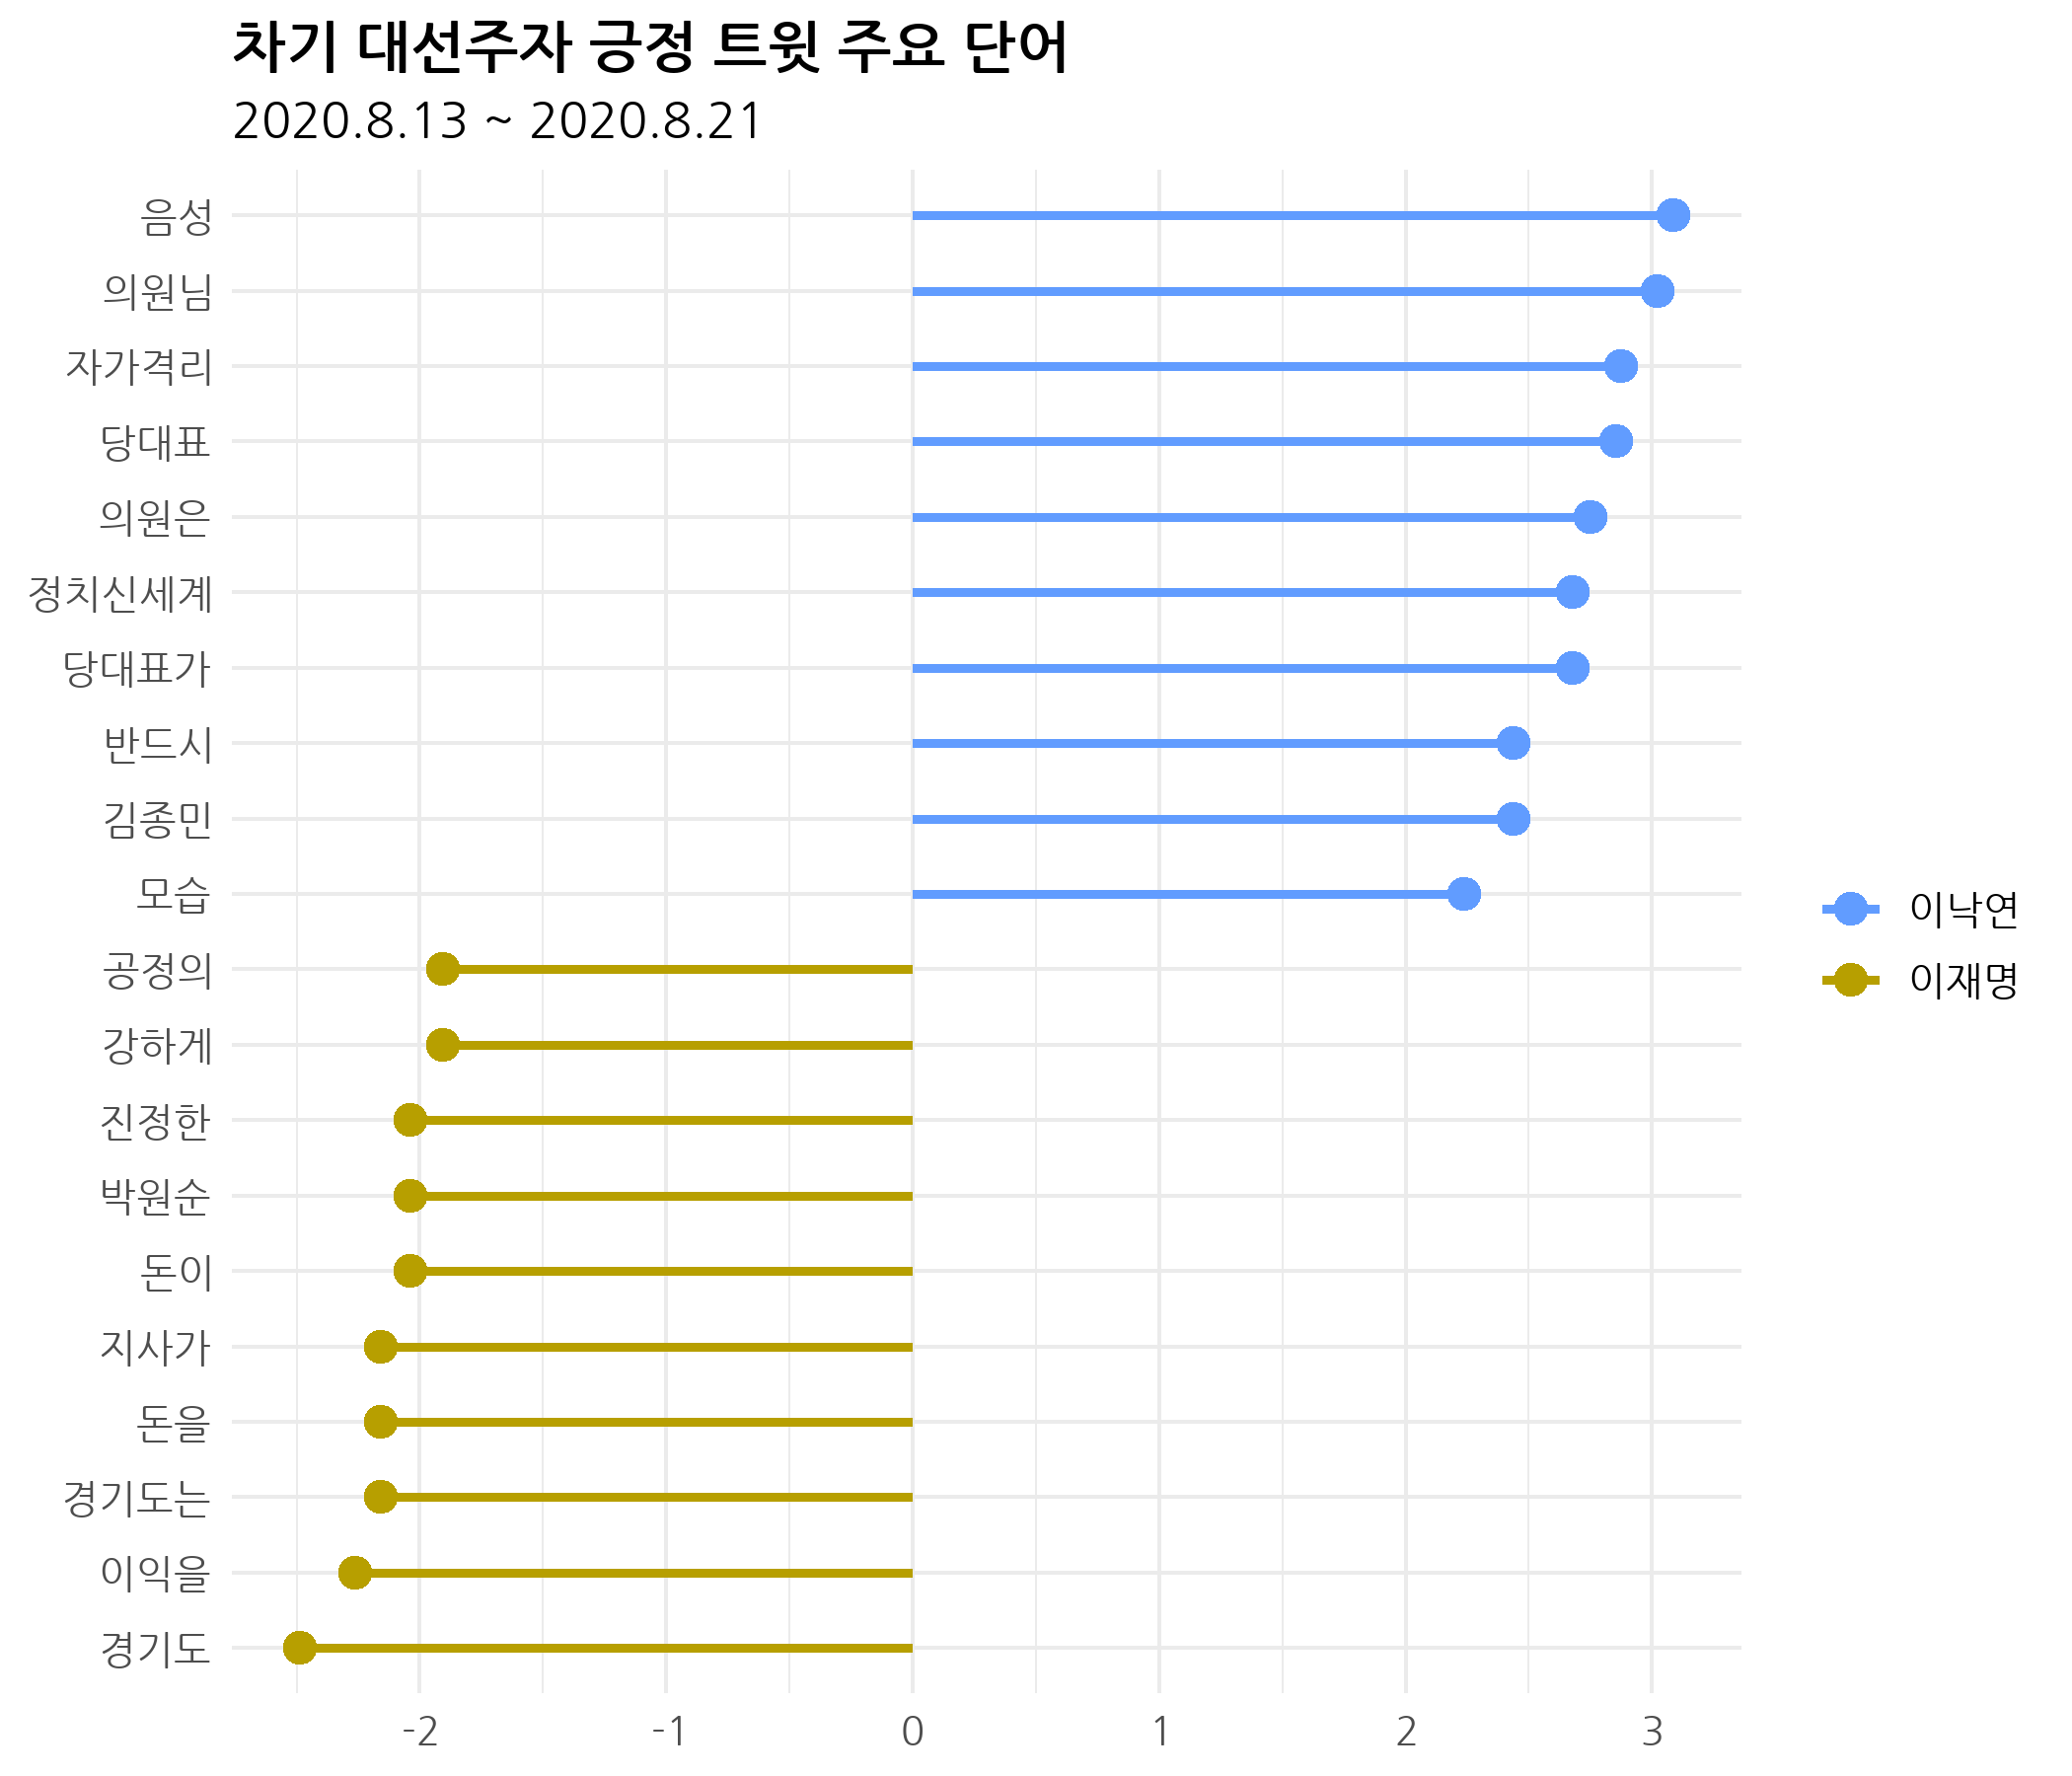 차기 대선주자 긍정 트윗 주요 단어
2020.8.13 ~ 2020.8.21
음성
의원님
자가격리
당대표
의원은
정치신세계
당대표가
반드시
김종민
모습
공정의
강하게
진정한
박원순
돈이
지사가
돈을
경기도는
이익을
경기도
-2 -1 0 1 2 3
이낙연
이재명